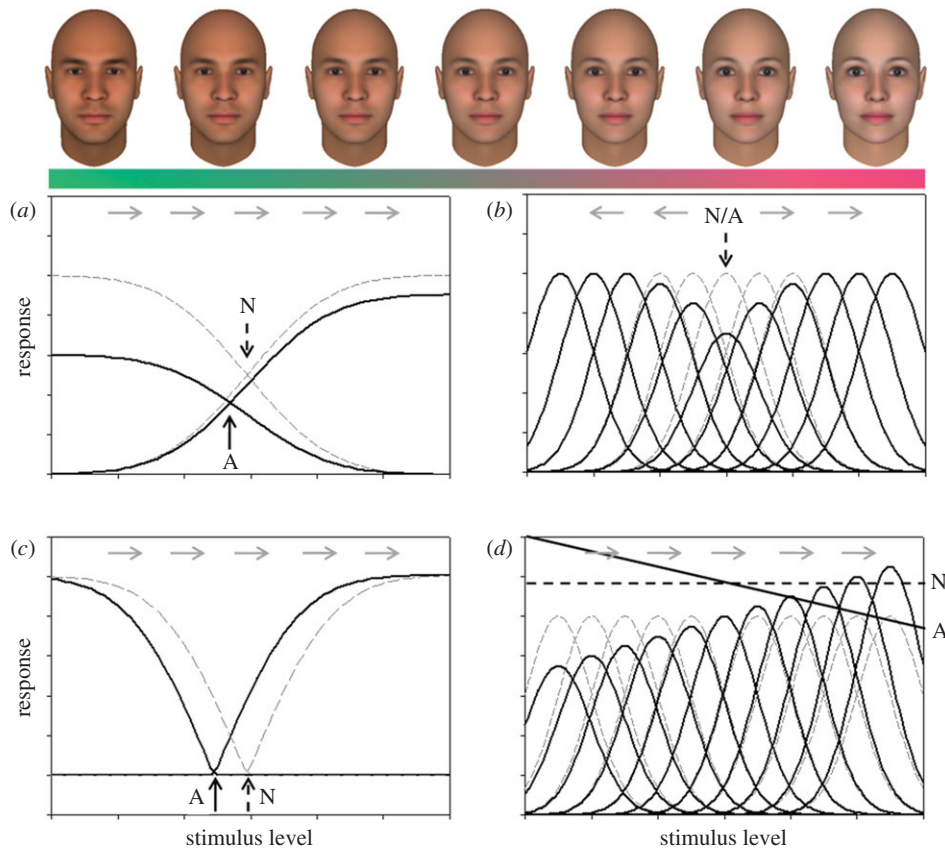 (a)
(b)
N/A
N
response
A
(c)
(d)
N
A
response
A
N
stimulus level
stimulus level